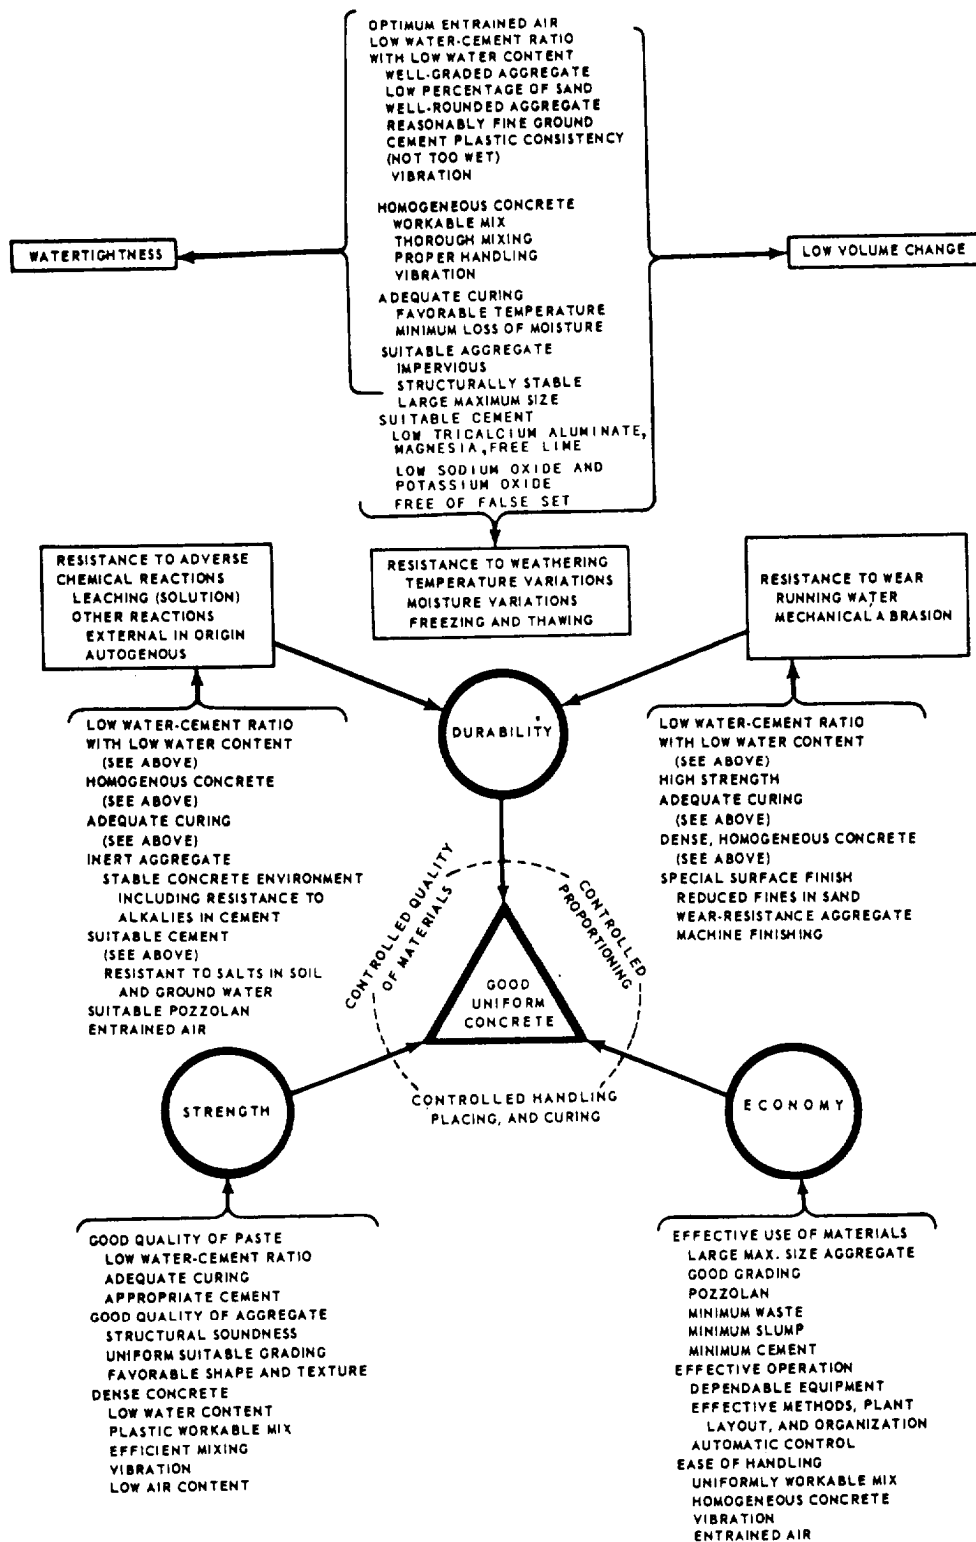 OPTIMUM ENTRAINED AIR
LOW WATER-CEMENT RATIO
WITH LOW WATER CONTENT
WELL-GRADED AGGREGATE
LOW PERCENTAGE OF SAND
WELL-ROUNDED AGGREGATE
REASONABLY FINE GROUND
CEMENT PLASTIC CONSISTENCY
(NOT TOO WET)
VIBRATION
HOMOGENEOUS CONCRETE
WORKABLE MIX
THOROUGH MIXING
PROPER HANDLING
VIBRATION
ADEQUATE CURING
FAVORABLE TEMPERATURE
MINIMUM LOSS OF MOISTURE
SUITABLE AGGREGATE
IMPERVIOUS
STRUCTURALLY STABLE
LARGE MAXIMUM SIZE
SUITABLE CEMENT
LOW TRICALCIUM ALUMINATE,
MAGNESIA, FREE LIME
LOW SODIUM OXIDE AND
POTASSIUM OXIDE
FREE OF FALSE SET
WATERTIGHTNESS
LOW VOLUME CHANGE
RESISTANCE TO ADVERSE
CHEMICAL REACTIONS
LEACHING (SOLUTION)
OTHER REACTIONS
EXTERNAL IN ORIGIN
AUTOGENOUS
RESISTANCE TO WEATHERING
TEMPERATURE VARIATIONS
MOISTURE VARIATIONS
FREEZING AND THAWING
RESISTANCE TO WEAR
RUNNING WATER
MECHANICAL A BRASION
LOW WATER-CEMENT RATIO
WITH LOW WATER CONTENT
(SEE ABOVE)
HOMOGENOUS CONCRETE
(SEE ABOVE)
ADEQUATE CURING
(SEE ABOVE)
INERT AGGREGATE
STABLE CONCRETE ENVIRONMENT
INCLUDING RESISTANCE TO
ALKALIES IN CEMENT
SUITABLE CEMENT
(SEE ABOVE)
RESISTANT TO SALTS IN SOIL
AND GROUND WATER
SUITABLE POZZOLAN
ENTRAINED AIR
DURABILITY
LOW WATER-CEMENT RATIO
WITH LOW WATER CONTENT
(SEE ABOVE)
HIGH STRENGTH
ADEQUATE CURING
(SEE ABOVE)
DENSE, HOMOGENEOUS CONCRETE
(SEE ABOVE)
SPECIAL SURFACE FINISH
REDUCED FINES IN SAND
WEAR-RESISTANCE AGGREGATE
MACHINE FINISHING
CONTROLLED QUALITY
OF MATERIALS
CONTROLLED
PROPORTIONING
GOOD
UNIFORM
CONCRETE
CONTROLLED HANDLING
PLACING, AND CURING
STRENGTH
ECONOMY
GOOD QUALITY OF PASTE
LOW WATER-CEMENT RATIO
ADEQUATE CURING
APPROPRIATE CEMENT
GOOD QUALITY OF AGGREGATE
STRUCTURAL SOUNDNESS
UNIFORM SUITABLE GRADING
FAVORABLE SHAPE AND TEXTURE
DENSE CONCRETE
LOW WATER CONTENT
PLASTIC WORKABLE MIX
EFFICIENT MIXING
VIBRATION
LOW AIR CONTENT
EFFECTIVE USE OF MATERIALS
LARGE MAX. SIZE AGGREGATE
GOOD GRADING
POZZOLAN
MINIMUM WASTE
MINIMUM SLUMP
MINIMUM CEMENT
EFFECTIVE OPERATION
DEPENDABLE EQUIPMENT
EFFECTIVE METHODS, PLANT
LAYOUT, AND ORGANIZATION
AUTOMATIC CONTROL
EASE OF HANDLING
UNIFORMLY WORKABLE MIX
HOMOGENEOUS CONCRETE
VIBRATION
ENTRAINED AIR